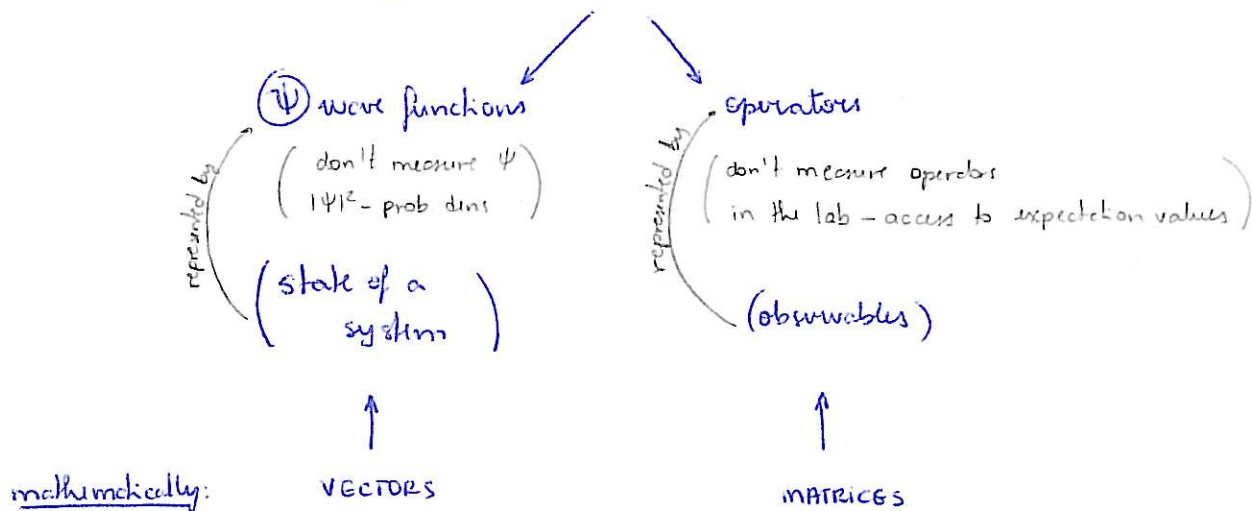 Ψ wave functions
operators
represented by
( don't measure Ψ
|Ψ|² - prob dens )
represented by
( don't measure operators
in the lab - access to expectation values )
( state of a
system )
(observables)
mathematically: VECTORS MATRICES